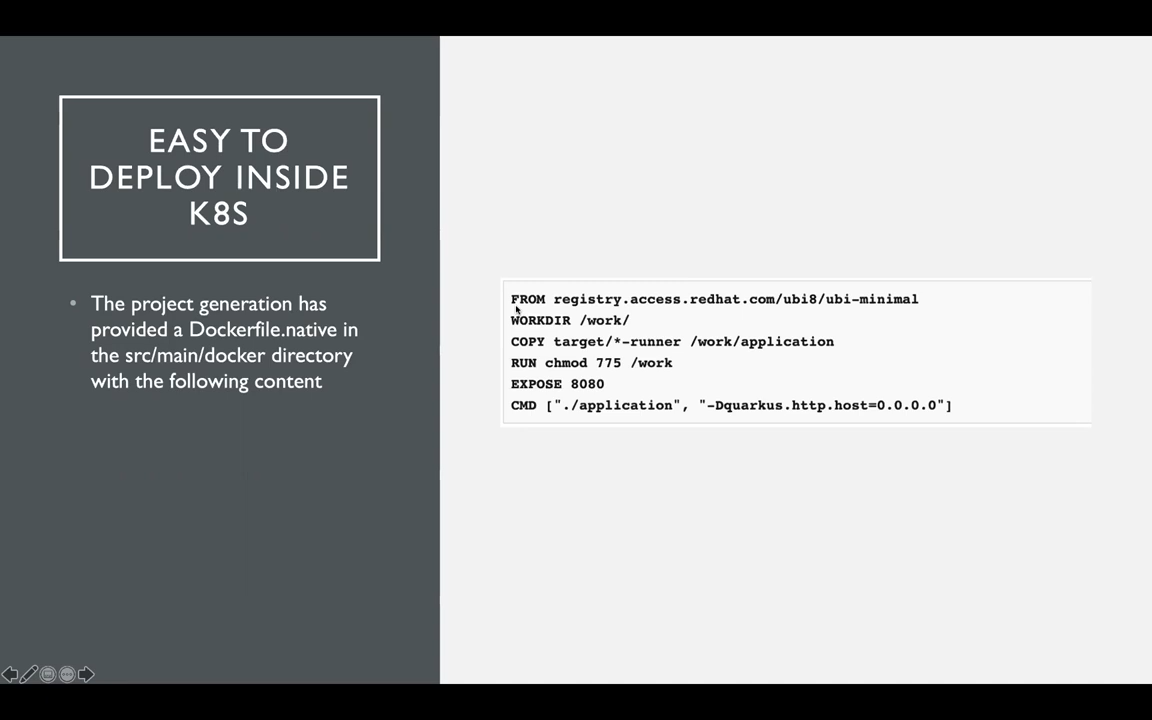 EASY TO
DEPLOY INSIDE
K8S
• The project generation has
provided a Dockerfile.native in
the src/main/docker directory
with the following content
FROM registry.access.redhat.com/ubi8/ubi-minimal
WORKDIR /work/
COPY target/*-runner /work/application
RUN chmod 775 /work
EXPOSE 8080
CMD ["./application", "-Dquarkus.http.host=0.0.0.0"]